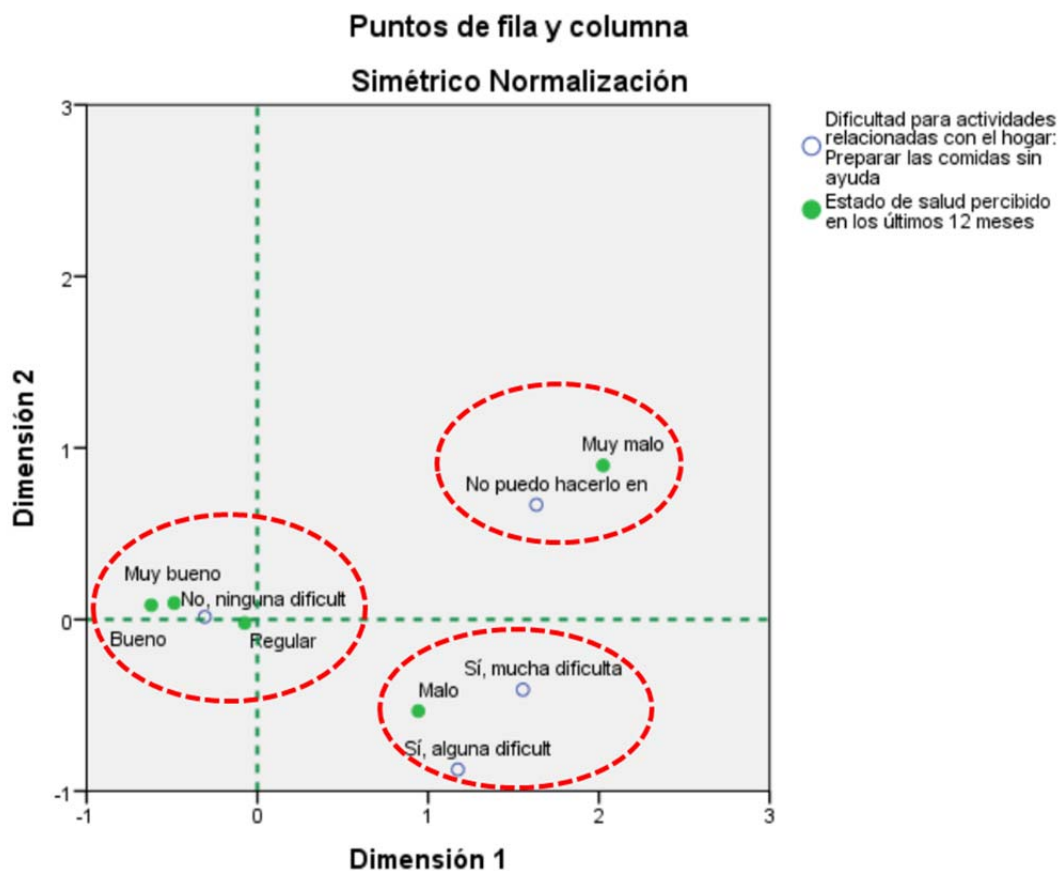 Puntos de fila y columna
Simétrico Normalización
3
2
1
0
-1
-1
0
1
2
3
Dimensión 2
Dimensión 1
Muy malo
No puedo hacerlo en
Muy bueno
No, ninguna dificult
Bueno
Regular
Sí, mucha dificulta
Malo
Sí, alguna dificult
Dificultad para actividades
relacionadas con el hogar:
Preparar las comidas sin
ayuda
Estado de salud percibido
en los últimos 12 meses